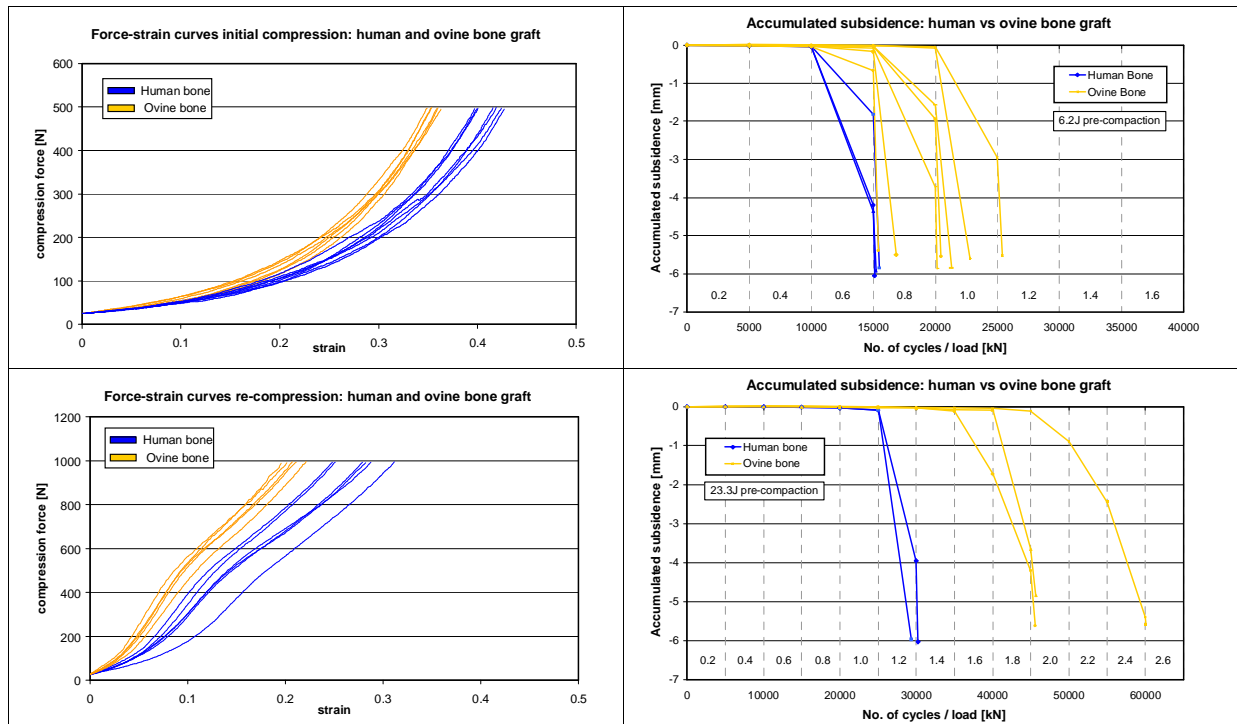 Force-strain curves initial compression: human and ovine bone graft
600
500
400
300
200
100
0
compression force [N]
Human bone
Ovine bone
0 0.1 0.2 0.3 0.4 0.5
strain
Accumulated subsidence: human vs ovine bone graft
0
-1
-2
-3
-4
-5
-6
-7
Accumulated subsidence [mm]
Human Bone
Ovine Bone
6.2J pre-compaction
0.2 0.4 0.6 0.8 1.0 1.2 1.4 1.6
0 5000 10000 15000 20000 25000 30000 35000 40000
No. of cycles / load [kN]
Force-strain curves re-compression: human and ovine bone graft
1200
1000
800
600
400
200
0
compression force [N]
Human bone
Ovine bone
0 0.1 0.2 0.3 0.4 0.5
strain
Accumulated subsidence: human vs ovine bone graft
0
-1
-2
-3
-4
-5
-6
-7
Accumulated subsidence [mm]
Human bone
Ovine bone
23.3J pre-compaction
0.2 0.4 0.6 0.8 1.0 1.2 1.4 1.6 1.8 2.0 2.2 2.4 2.6
0 10000 20000 30000 40000 50000 60000
No. of cycles / load [kN]